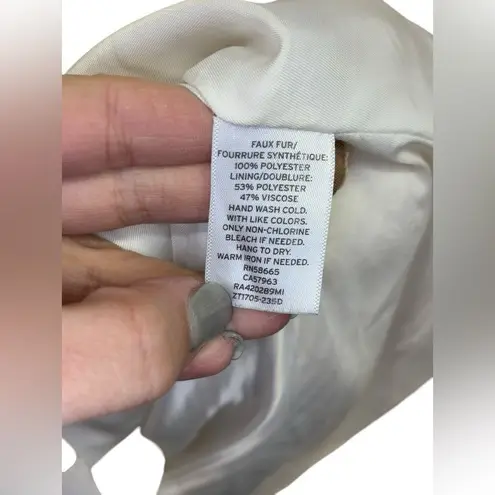 FAUX FUR/
FOURRURE SYNTHÉTIQUE:
100% POLYESTER
LINING/DOUBLURE:
53% POLYESTER
47% VISCOSE
HAND WASH COLD.
WITH LIKE COLORS.
ONLY NON-CHLORINE
BLEACH IF NEEDED.
HANG TO DRY.
WARM IRON IF NEEDED.
RN58665
CA57963
RA420289MI
ZT1705-235D